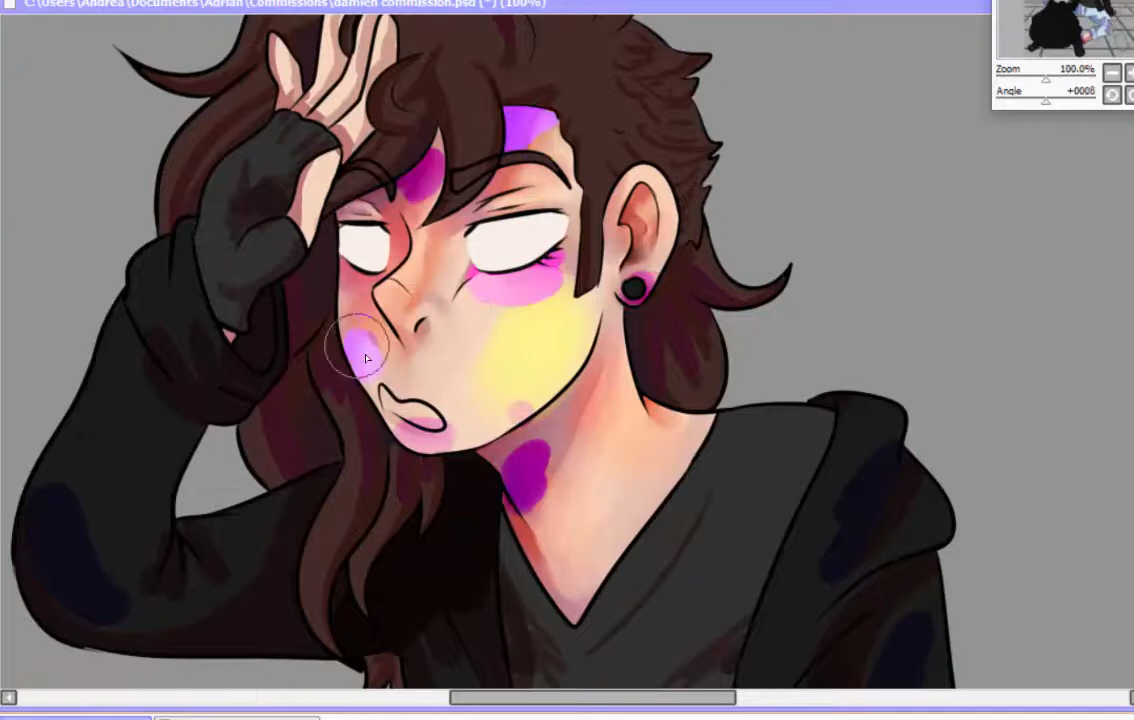 C:\Users\Andrea\Documents\Adrian\Commissions\damien commission.psd (*) (100%)
Zoom 100.0%
Angle +0008